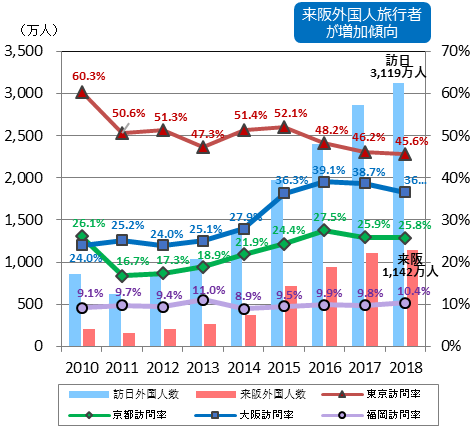 来阪外国人旅行者
が増加傾向
（万人）
3,500 70%
3,000 60%
2,500 50%
2,000 40%
1,500 30%
1,000 20%
500 10%
0 0%
訪日
3,119万人
60.3% 50.6% 51.3% 47.3% 51.4% 52.1% 48.2% 46.2% 45.6%
24.0% 25.2% 24.0% 25.1% 27.9% 36.3% 39.1% 38.7% 36...
26.1% 16.7% 17.3% 18.9% 21.9% 24.4% 27.5% 25.9% 25.8%
来阪
1,142万人
9.1% 9.7% 9.4% 11.0% 8.9% 9.5% 9.9% 9.8% 10.4%
2010 2011 2012 2013 2014 2015 2016 2017 2018
訪日外国人数 来阪外国人数 東京訪問率
京都訪問率 大阪訪問率 福岡訪問率